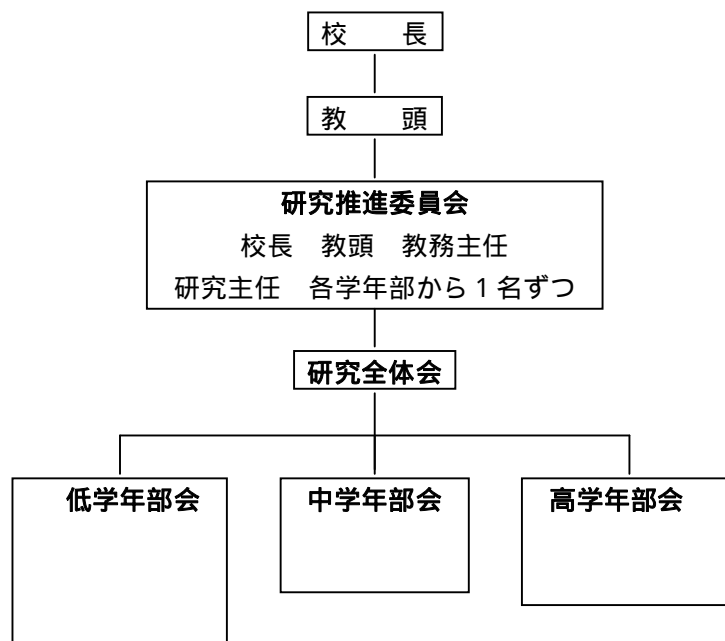 校　　長
教　　頭
研究推進委員会
校長　教頭　教務主任
研究主任　各学年部から１名ずつ
研究全体会
低学年部会　中学年部会　高学年部会